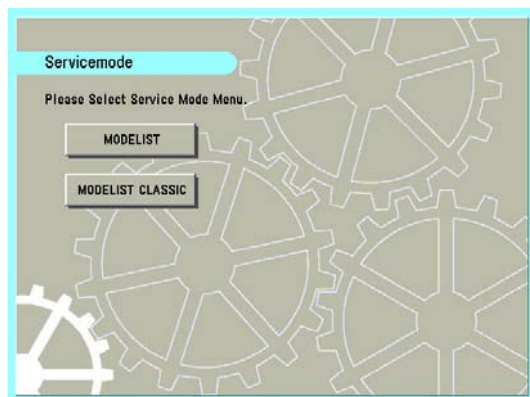 Servicemode
Please Select Service Mode Menu.
MODELIST
MODELIST CLASSIC